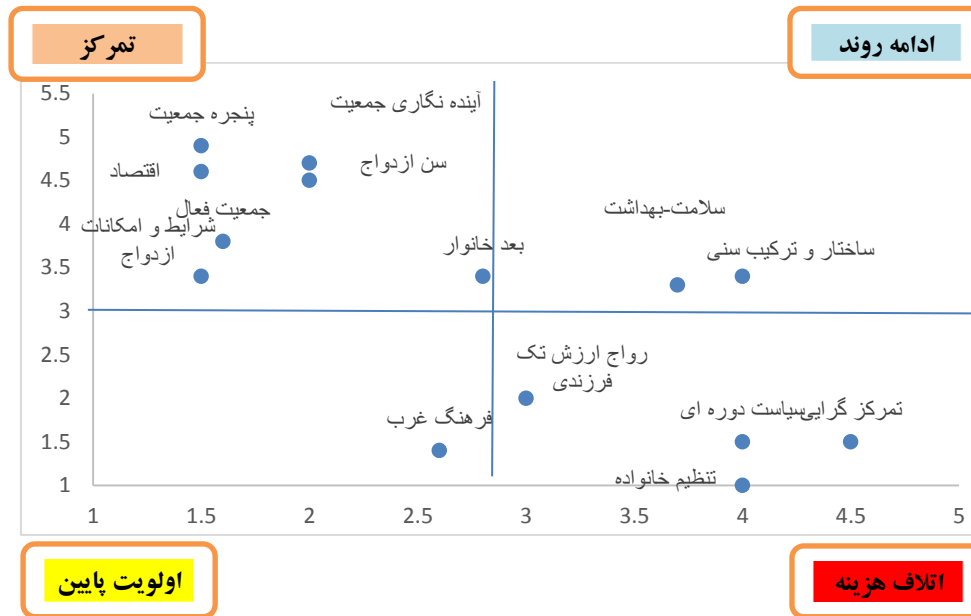 ادامه روند
تمرکز
5.5
آینده نگاری جمعیت
پنجره جمعیت
5
سن ازدواج
اقتصاد
4.5
سلامت-بهداشت
جمعیت فعال
4
شرایط و امکانات
ازدواج
بعد خانوار
ساختار و ترکیب سنی
3.5
3
2.5
رواج ارزش تک
فرزندی
2
فرهنگ غرب
سیاست دوره ای
تمرکز گرایی
1.5
تنظیم خانواده
1
1 1.5 2 2.5 3 3.5 4 4.5 5
اتلاف هزینه
اولویت پایین